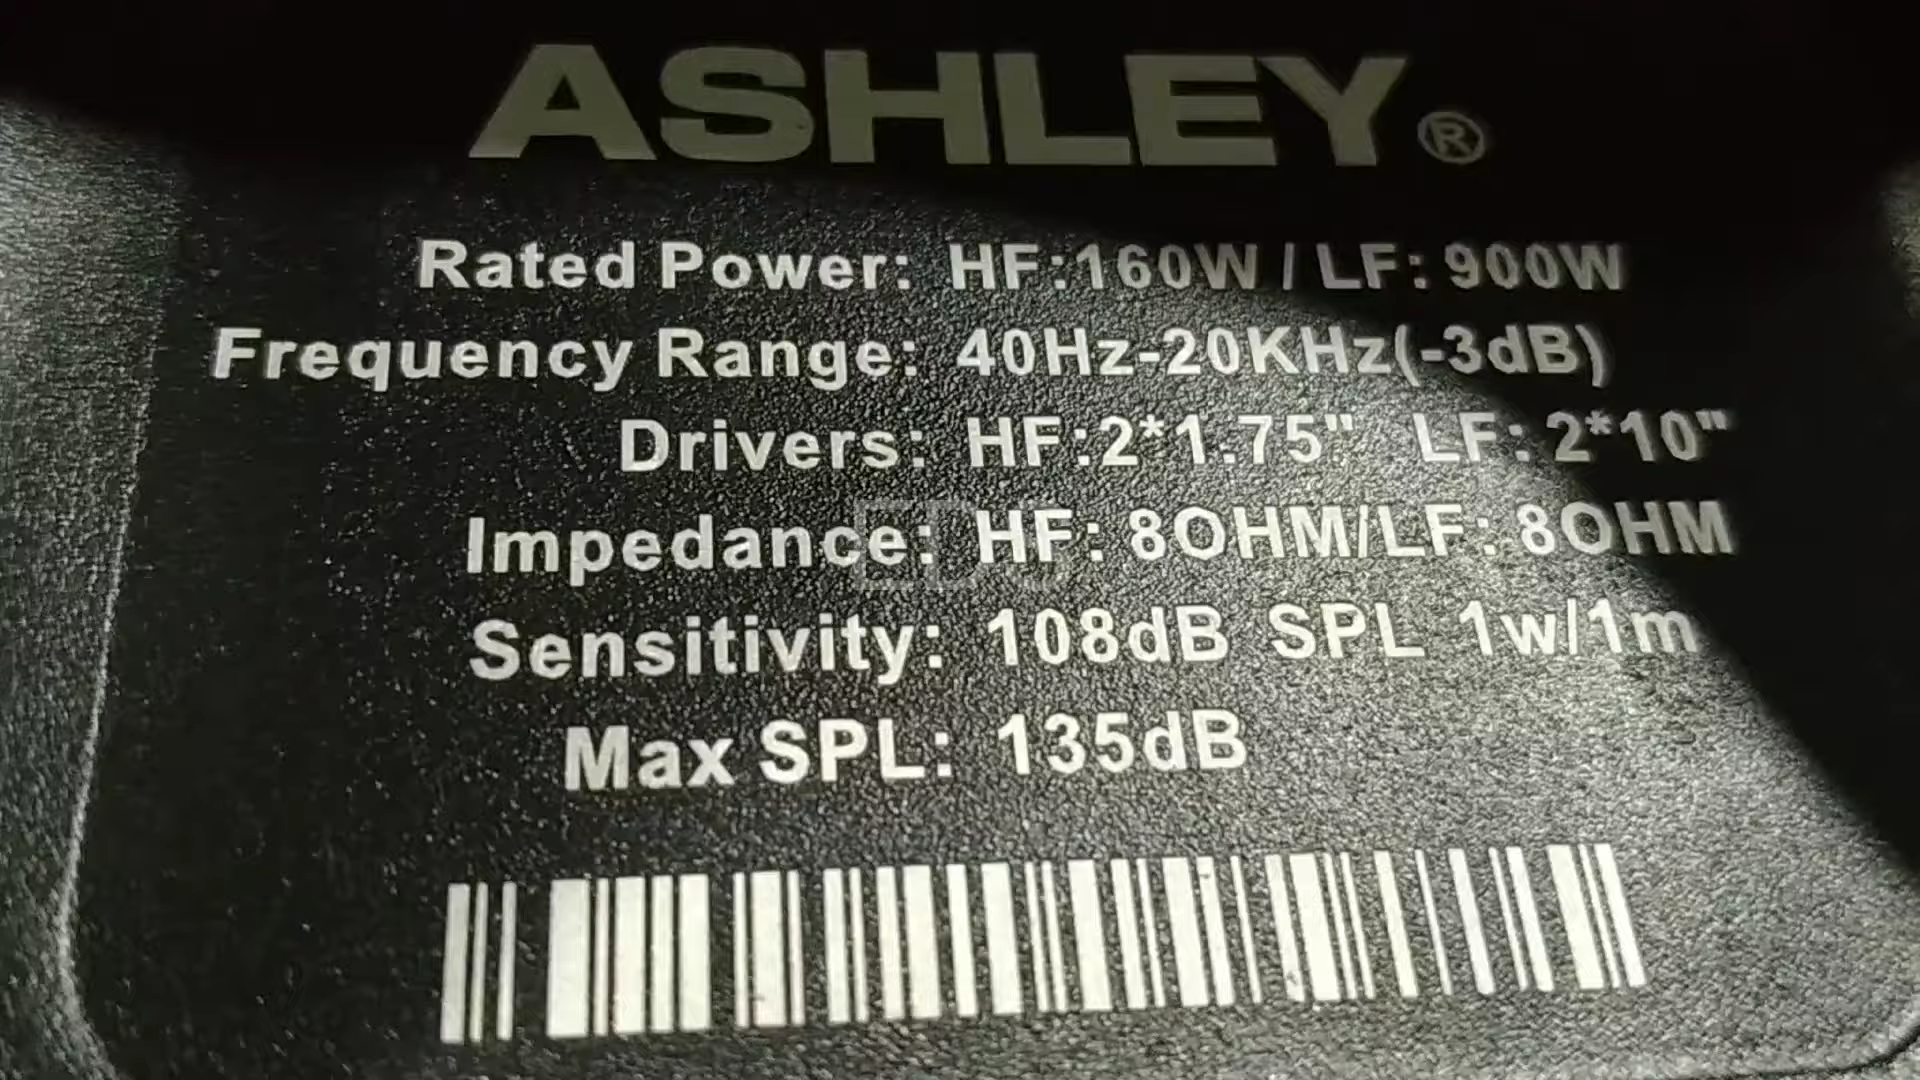 ASHLEY®
Rated Power: HF:160W / LF: 900W
Frequency Range: 40Hz-20KHz(-3dB)
Drivers: HF:2*1.75" LF: 2*10"
Impedance: HF: 8OHM/LF: 8OHM
Sensitivity: 108dB SPL 1w/1m
Max SPL: 135dB